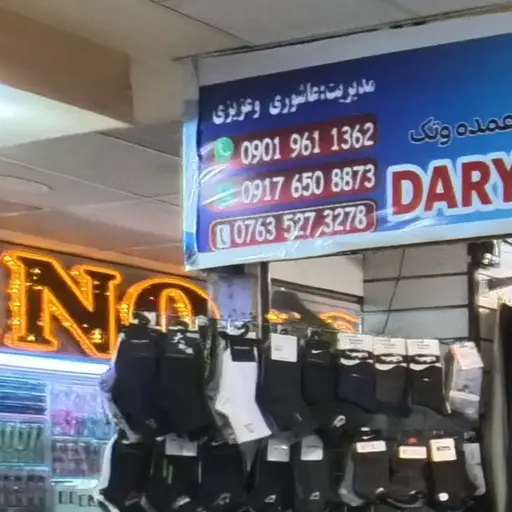 مدیریت:عاشوری وعزیزی
0901 961 1362
0917 650 8873
0763 527 3278
عمده وتک
DARY
NO